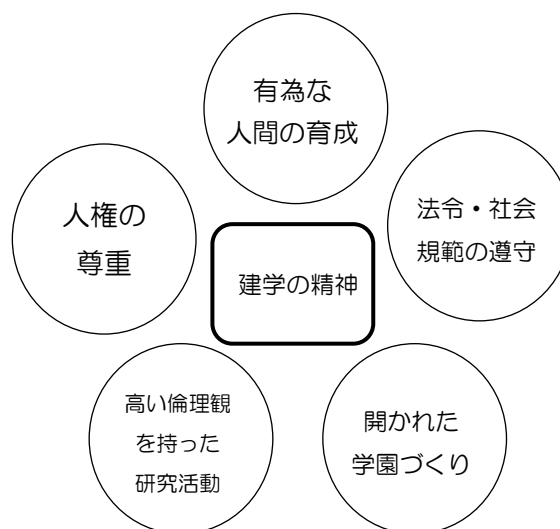 有為な
人間の育成
人権の
尊重
法令・社会
規範の遵守
建学の精神
高い倫理観
を持った
研究活動
開かれた
学園づくり